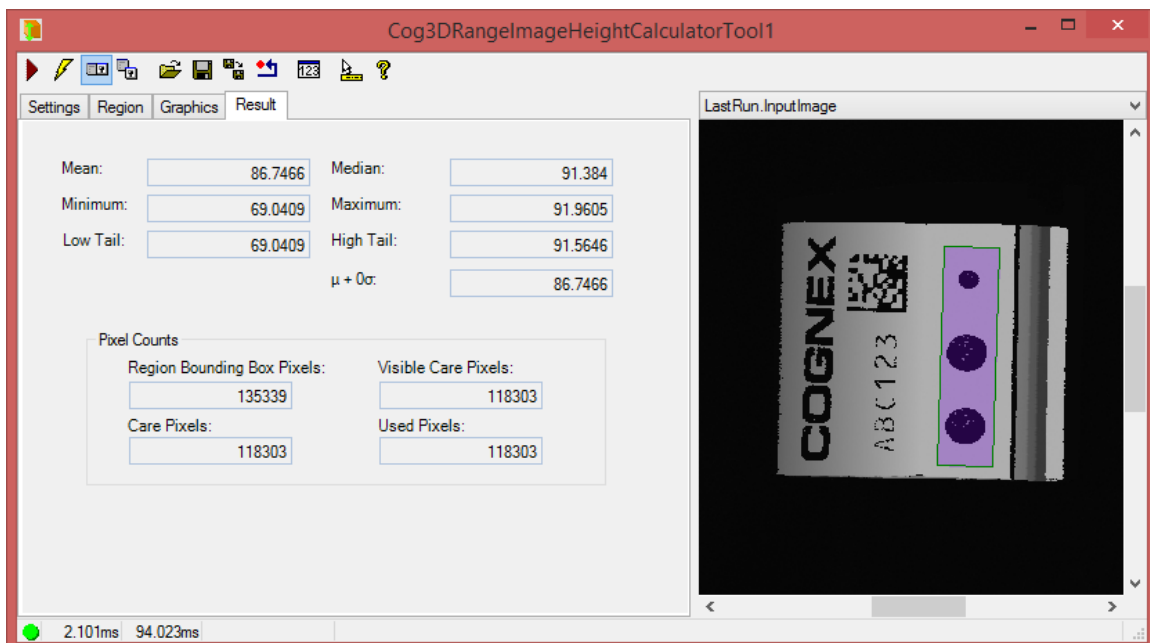 Cog3DRangeImageHeightCalculatorTool1
Settings Region Graphics Result
LastRun.InputImage
Mean: 86.7466 Median: 91.384
Minimum: 69.0409 Maximum: 91.9605
Low Tail: 69.0409 High Tail: 91.5646
μ + 0σ: 86.7466
Pixel Counts
Region Bounding Box Pixels: Visible Care Pixels:
135339 118303
Care Pixels: Used Pixels:
118303 118303
COGNEX
ABC123
2.101ms 94.023ms
123